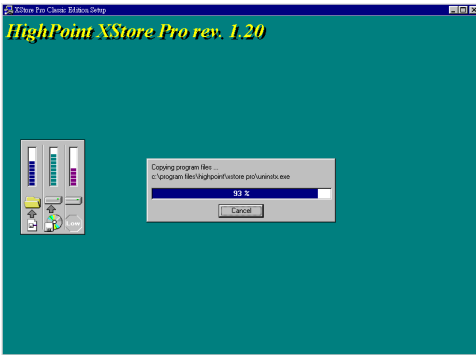 XStore Pro Classic Edition Setup
HighPoint XStore Pro rev. 1.20
Copying program files ...
c:\program files\highpoint\xstore pro\uninstx.exe
93 %
Cancel
Low